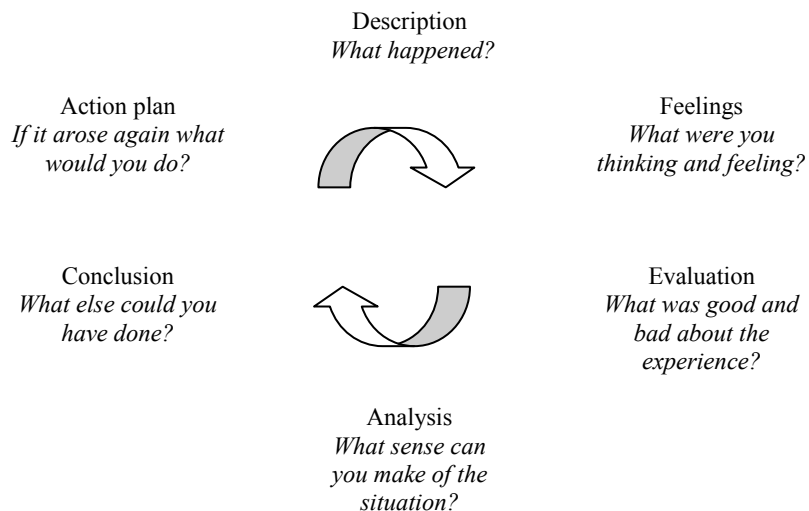 Description
What happened?
Action plan
If it arose again what
would you do?
Feelings
What were you
thinking and feeling?
Conclusion
What else could you
have done?
Evaluation
What was good and
bad about the
experience?
Analysis
What sense can
you make of the
situation?